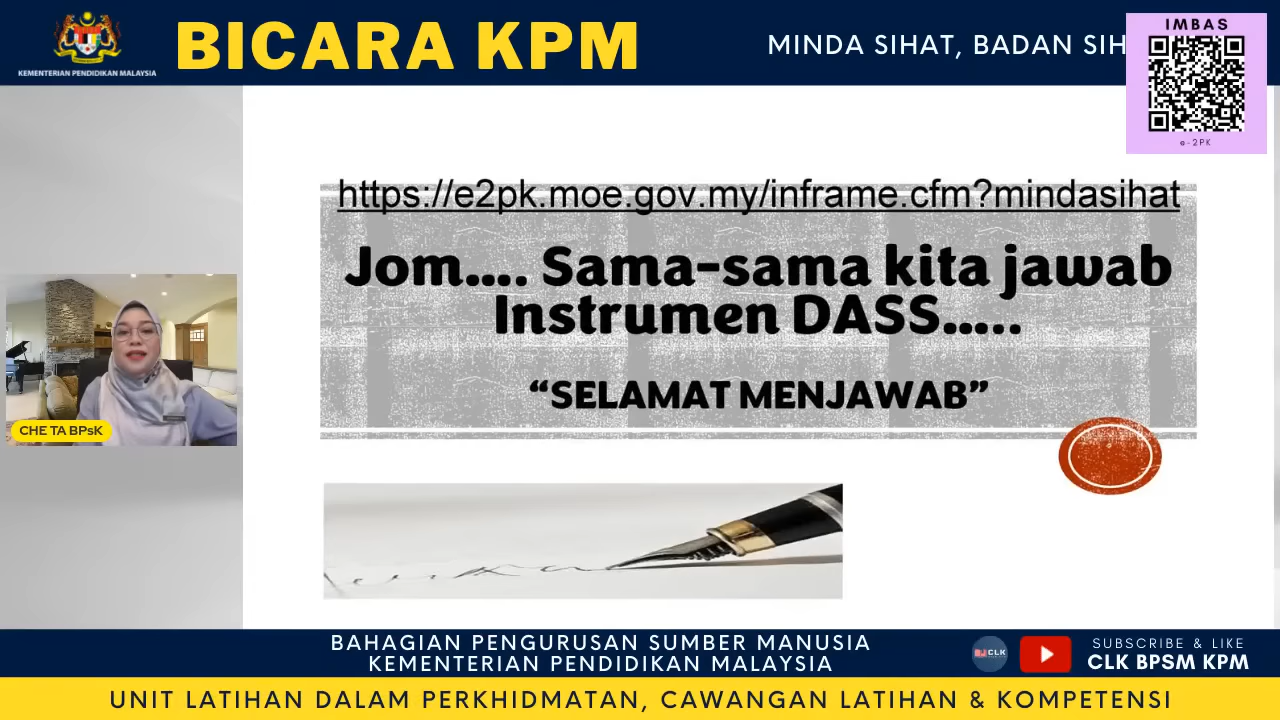 KEMENTERIAN PENDIDIKAN MALAYSIA
BICARA KPM
MINDA SIHAT, BADAN SIH
IMBAS
e-2PK
https://e2pk.moe.gov.my/inframe.cfm?mindasihat
Jom.... Sama-sama kita jawab
Instrumen DASS.....
“SELAMAT MENJAWAB”
CHE TA BPsK
BAHAGIAN PENGURUSAN SUMBER MANUSIA
KEMENTERIAN PENDIDIKAN MALAYSIA
CLK
SUBSCRIBE & LIKE
CLK BPSM KPM
UNIT LATIHAN DALAM PERKHIDMATAN, CAWANGAN LATIHAN & KOMPETENSI